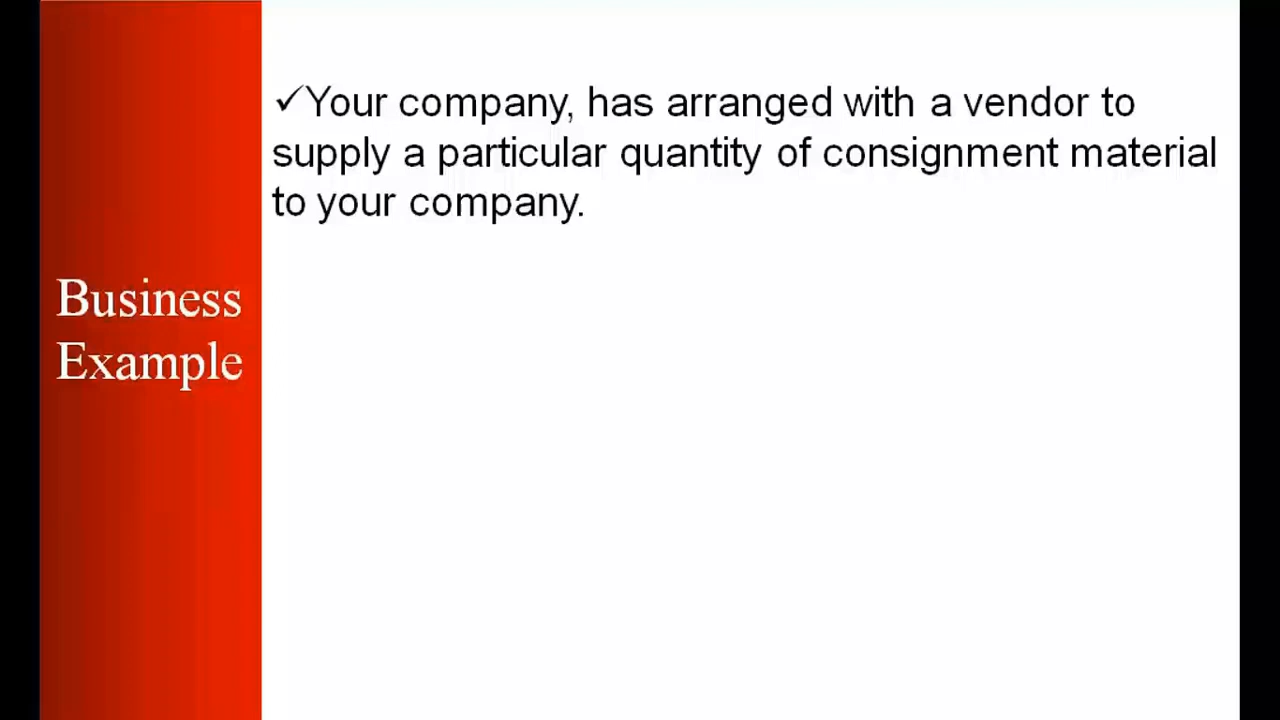 Business
Example
✓Your company, has arranged with a vendor to
supply a particular quantity of consignment material
to your company.